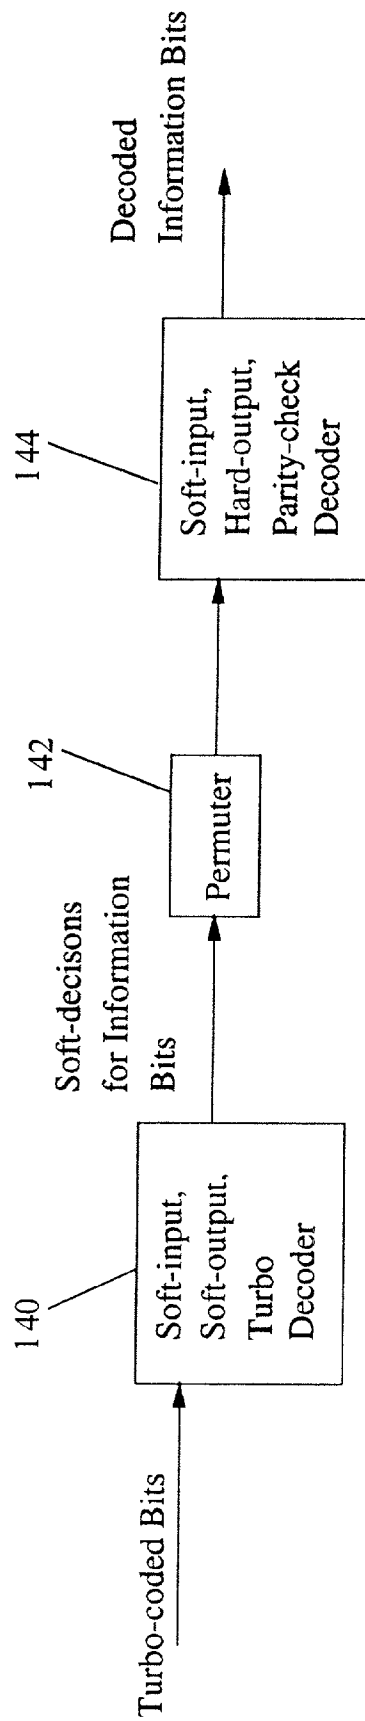 Turbo-coded Bits
140
Soft-input,
Soft-output,
Turbo
Decoder
Soft-decisons
for Information
Bits
142
Permuter
144
Soft-input,
Hard-output,
Parity-check
Decoder
Decoded
Information Bits